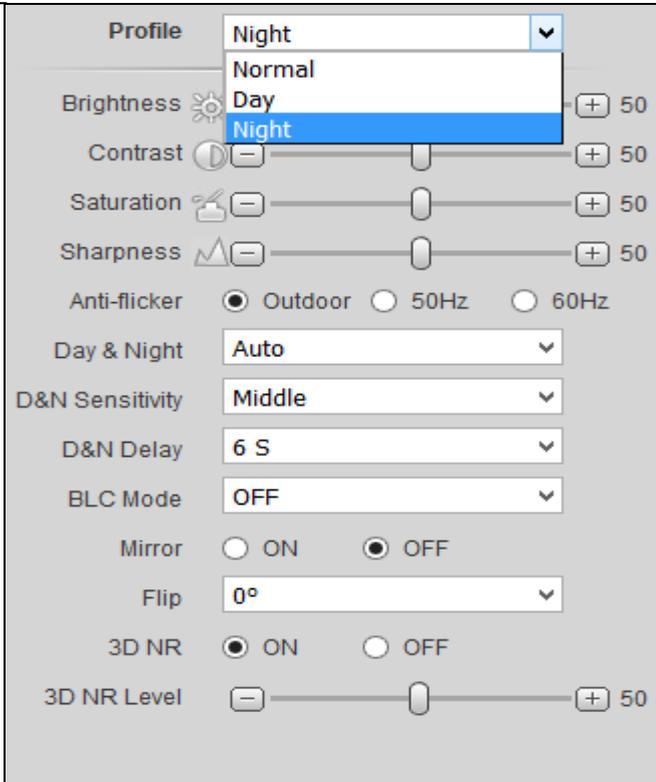 Profile Night
Normal
Day
Night
Brightness 50
Contrast 50
Saturation 50
Sharpness 50
Anti-flicker Outdoor 50Hz 60Hz
Day & Night Auto
D&N Sensitivity Middle
D&N Delay 6 S
BLC Mode OFF
Mirror ON OFF
Flip 0°
3D NR ON OFF
3D NR Level 50